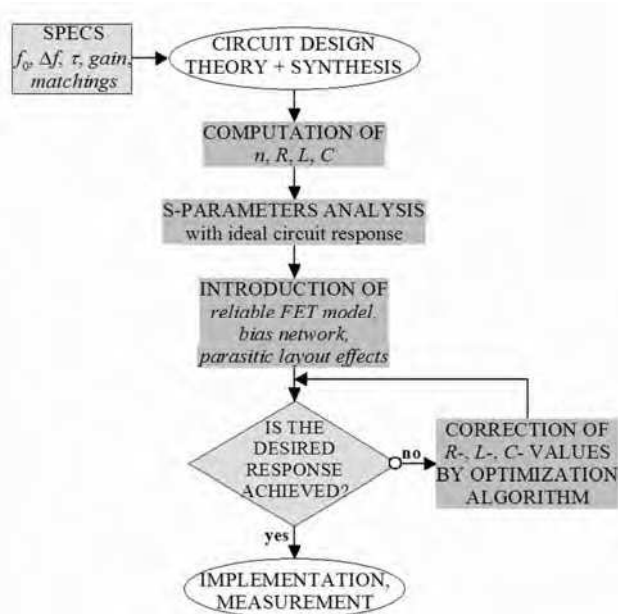 SPECS
f0, Δf, τ, gain,
matchings
CIRCUIT DESIGN
THEORY + SYNTHESIS
COMPUTATION OF
n, R, L, C
S-PARAMETERS ANALYSIS
with ideal circuit response
INTRODUCTION OF
reliable FET model,
bias network,
parasitic layout effects
IS THE
DESIRED
RESPONSE
ACHIEVED?
no
CORRECTION OF
R-, L-, C- VALUES
BY OPTIMIZATION
ALGORITHM
yes
IMPLEMENTATION,
MEASUREMENT